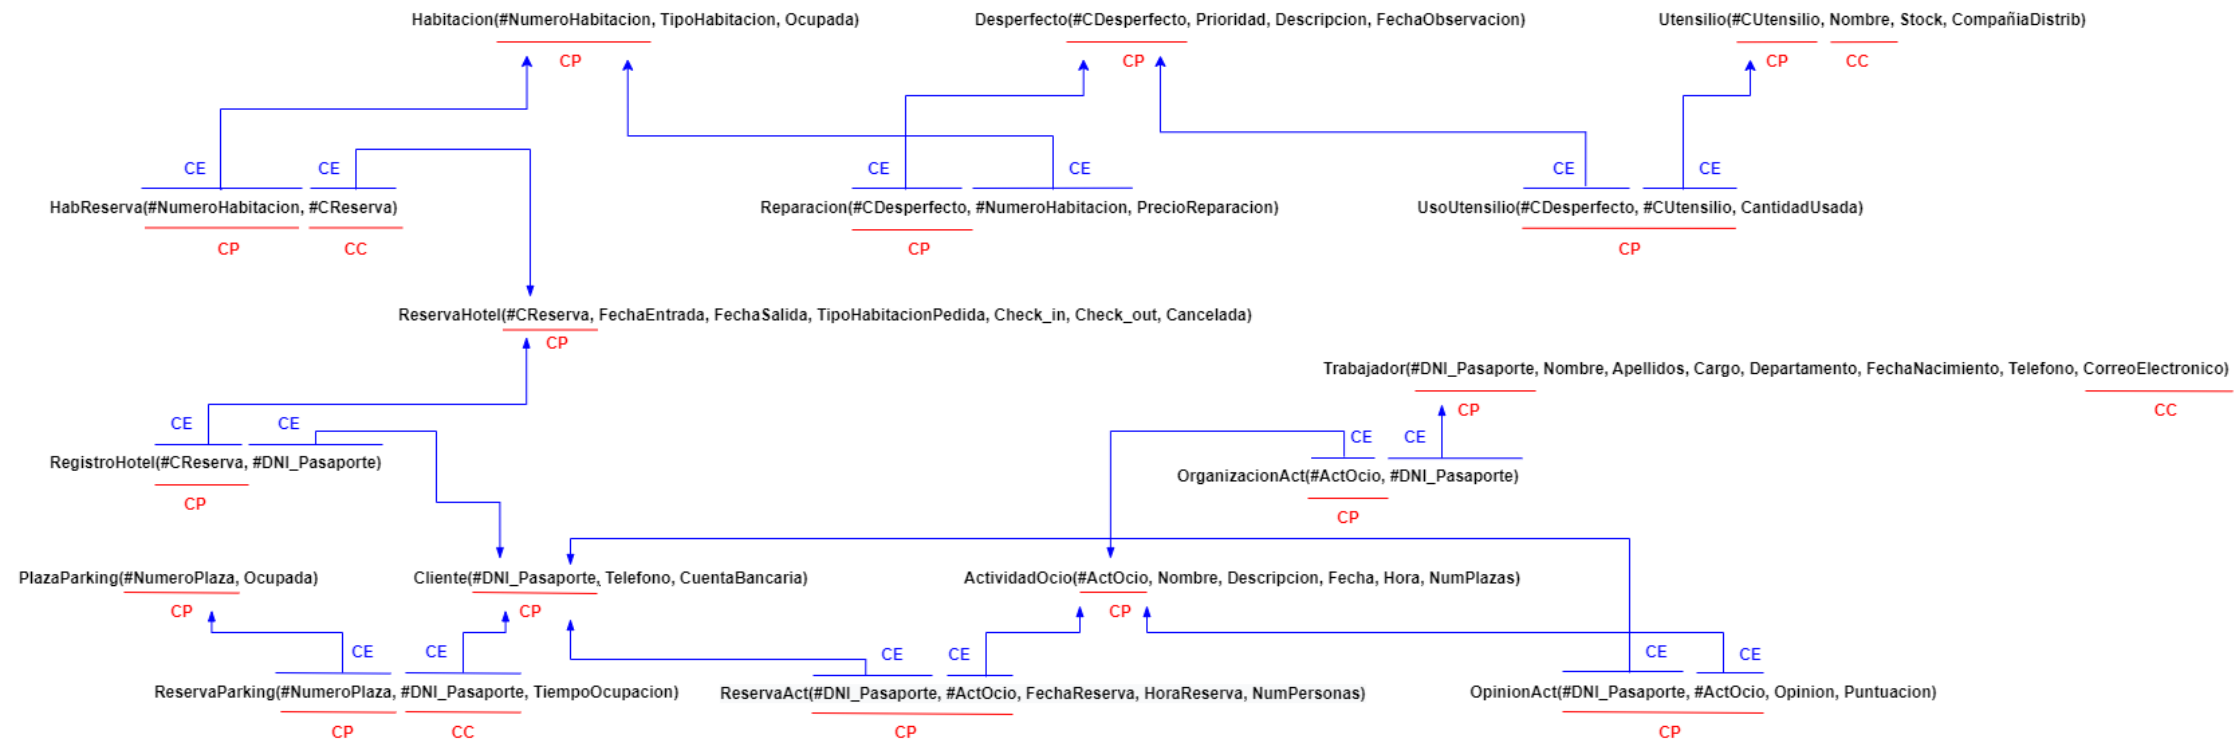 Habitacion(#NumeroHabitacion, TipoHabitacion, Ocupada)
Desperfecto(#CDesperfecto, Prioridad, Descripcion, FechaObservacion)
Utensilio(#CUtensilio, Nombre, Stock, CompañiaDistrib)
CP
CP
CP
CC
CE
CE
CE
CE
CE
CE
HabReserva(#NumeroHabitacion, #CReserva)
Reparacion(#CDesperfecto, #NumeroHabitacion, PrecioReparacion)
UsoUtensilio(#CDesperfecto, #CUtensilio, CantidadUsada)
CP
CC
CP
CP
ReservaHotel(#CReserva, FechaEntrada, FechaSalida, TipoHabitacionPedida, Check_in, Check_out, Cancelada)
CP
Trabajador(#DNI_Pasaporte, Nombre, Apellidos, Cargo, Departamento, FechaNacimiento, Telefono, CorreoElectronico)
CP
CC
CE
CE
CE
CE
RegistroHotel(#CReserva, #DNI_Pasaporte)
OrganizacionAct(#ActOcio, #DNI_Pasaporte)
CP
CP
PlazaParking(#NumeroPlaza, Ocupada)
Cliente(#DNI_Pasaporte, Telefono, CuentaBancaria)
ActividadOcio(#ActOcio, Nombre, Descripcion, Fecha, Hora, NumPlazas)
CP
CP
CP
CE
CE
CE
CE
CE
CE
ReservaParking(#NumeroPlaza, #DNI_Pasaporte, TiempoOcupacion)
ReservaAct(#DNI_Pasaporte, #ActOcio, FechaReserva, HoraReserva, NumPersonas)
OpinionAct(#DNI_Pasaporte, #ActOcio, Opinion, Puntuacion)
CP
CC
CP
CP